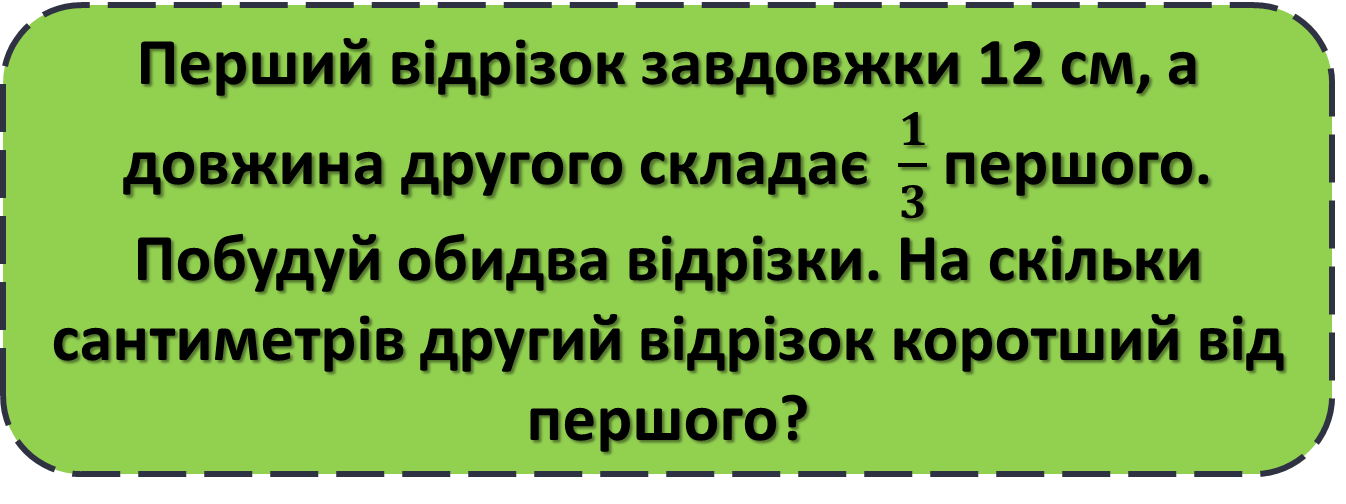 Перший відрізок завдовжки 12 см, а
довжина другого складає 1/3 першого.
Побудуй обидва відрізки. На скільки
сантиметрів другий відрізок коротший від
першого?